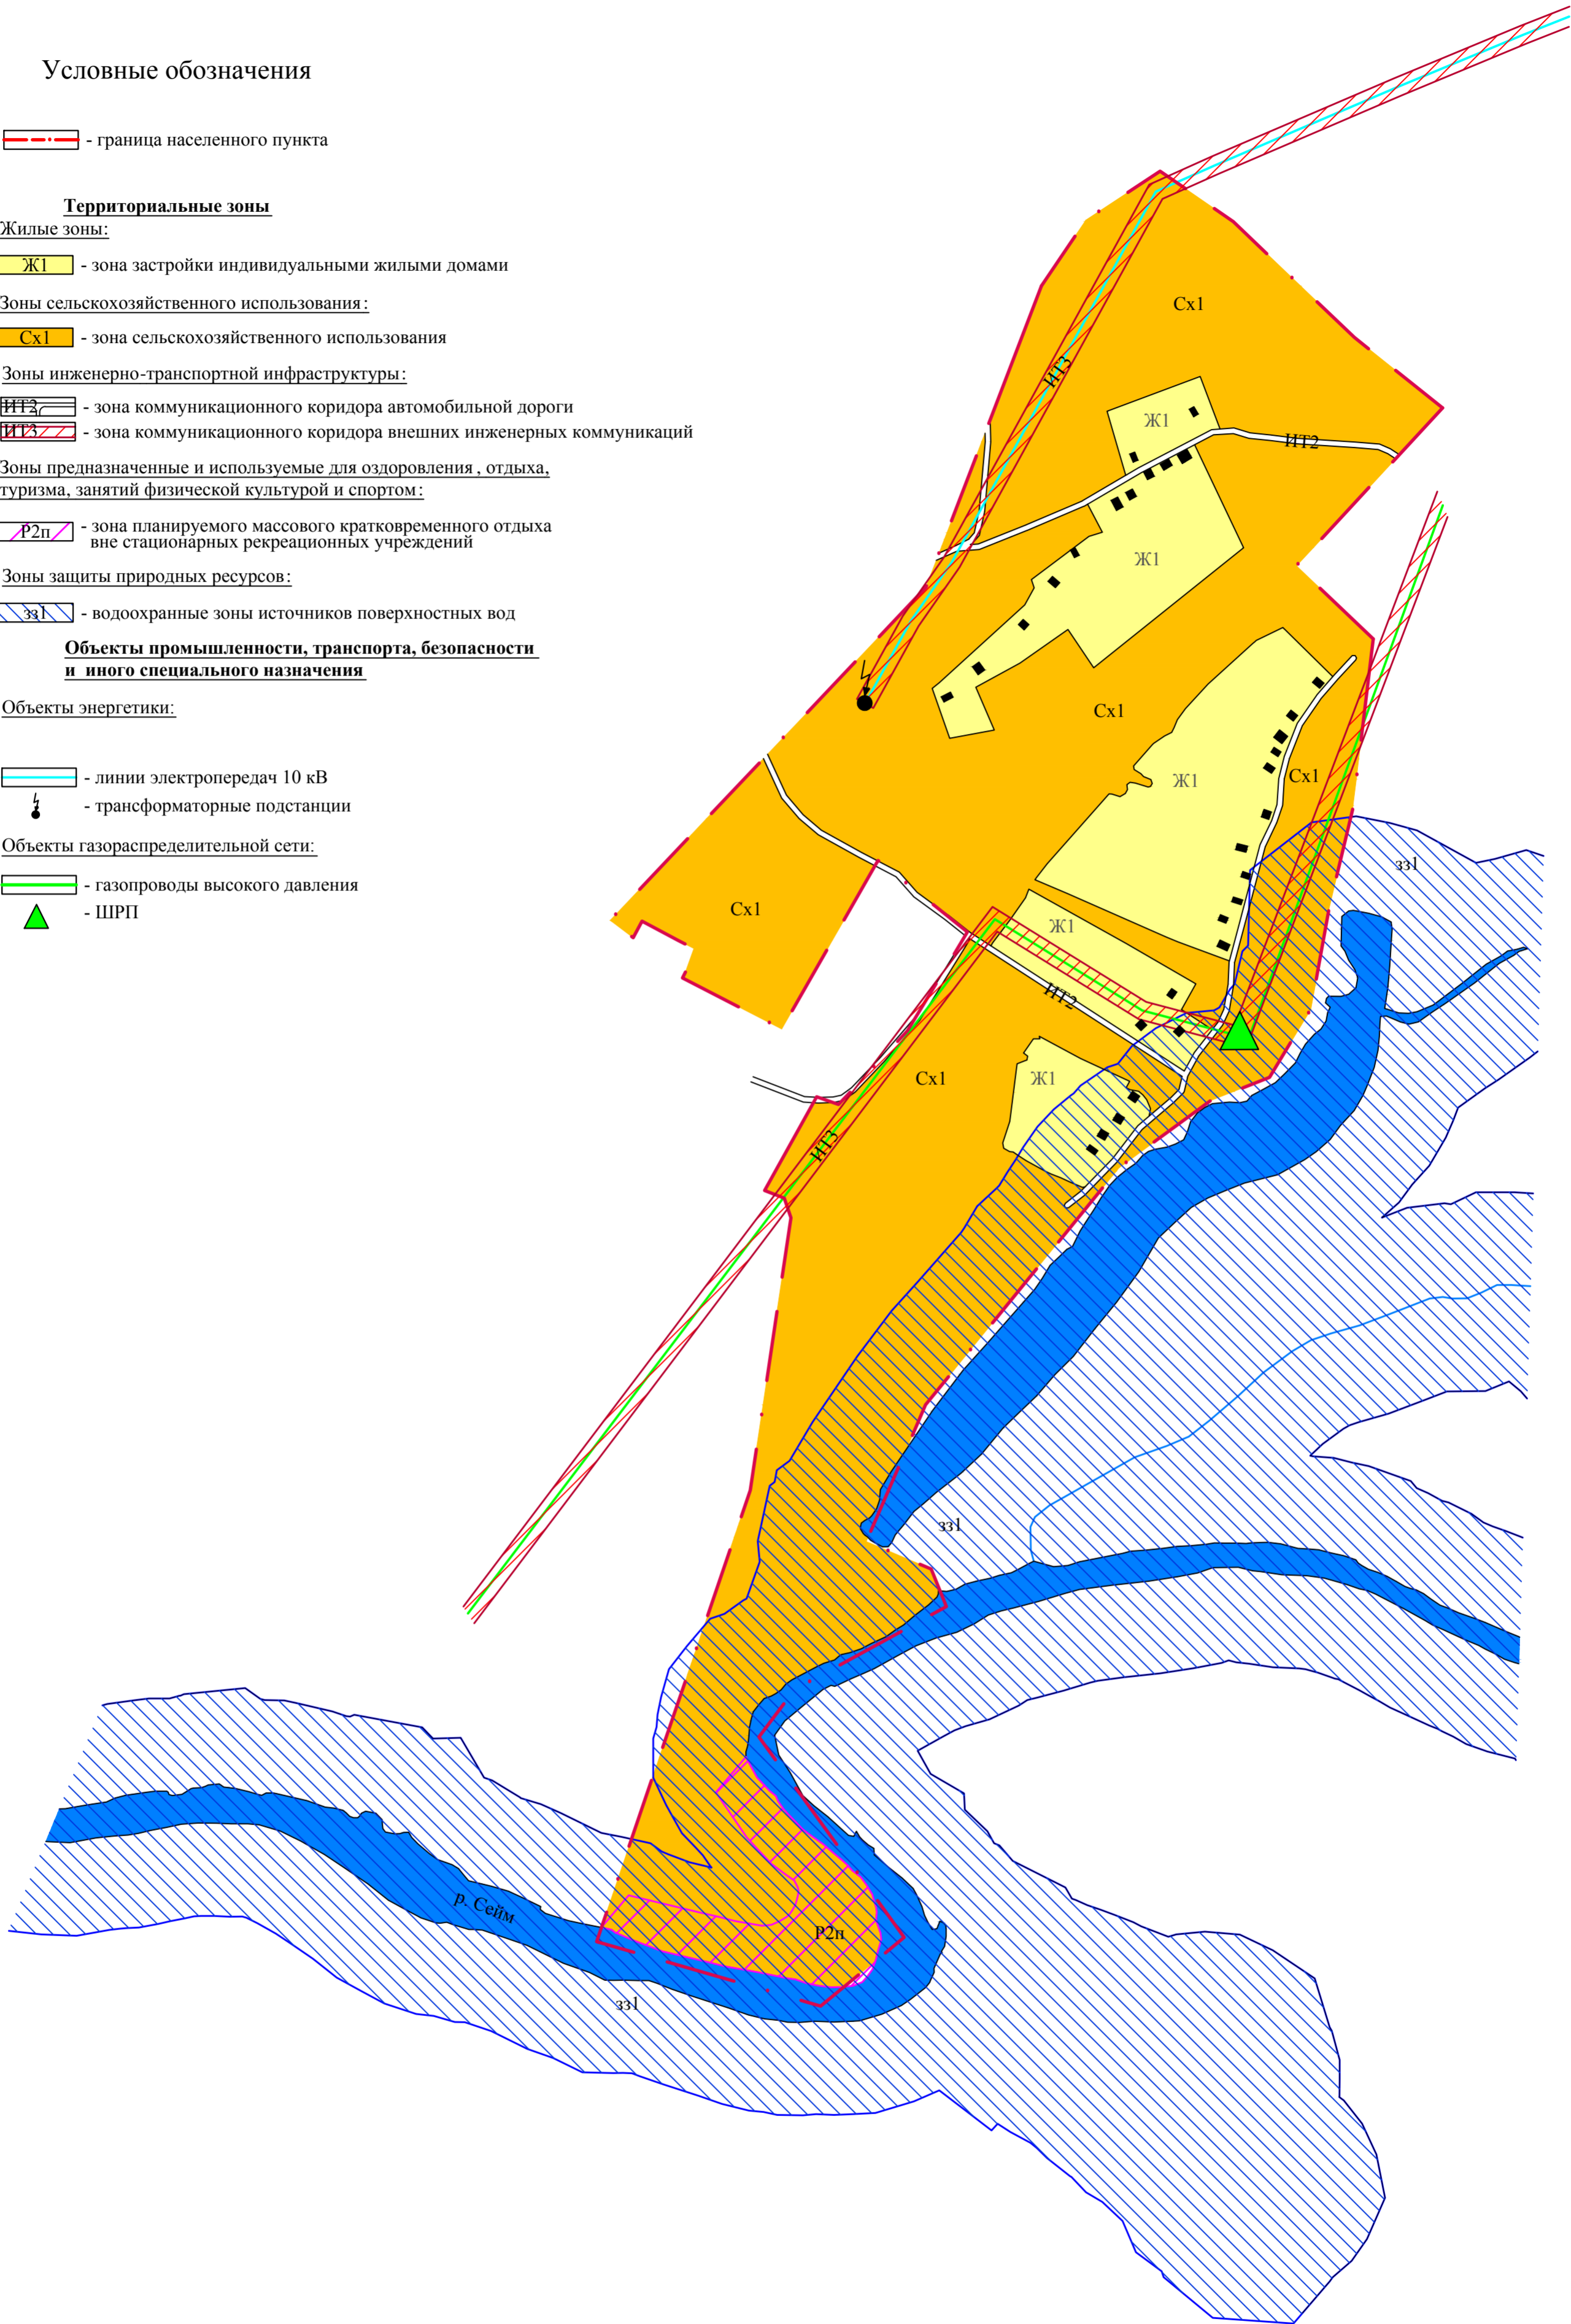 Условные обозначения
- граница населенного пункта
Территориальные зоны
Жилые зоны:
Ж1 - зона застройки индивидуальными жилыми домами
Зоны сельскохозяйственного использования:
Сх1 - зона сельскохозяйственного использования
Зоны инженерно-транспортной инфраструктуры:
ИТ2 - зона коммуникационного коридора автомобильной дороги
ИТ3 - зона коммуникационного коридора внешних инженерных коммуникаций
Зоны предназначенные и используемые для оздоровления, отдыха,
туризма, занятий физической культурой и спортом:
Р2п - зона планируемого массового кратковременного отдыха
вне стационарных рекреационных учреждений
Зоны защиты природных ресурсов:
зз1 - водоохранные зоны источников поверхностных вод
Объекты промышленности, транспорта, безопасности
и иного специального назначения
Объекты энергетики:
- линии электропередач 10 кВ
- трансформаторные подстанции
Объекты газораспределительной сети:
- газопроводы высокого давления
- ШРП
Сх1
ИТ3
Ж1
ИТ2
Ж1
Сх1
Сх1
Ж1
зз1
Сх1
Ж1
ИТ2
Сх1
Ж1
ИТ3
зз1
р. Сейм
Р2п
зз1